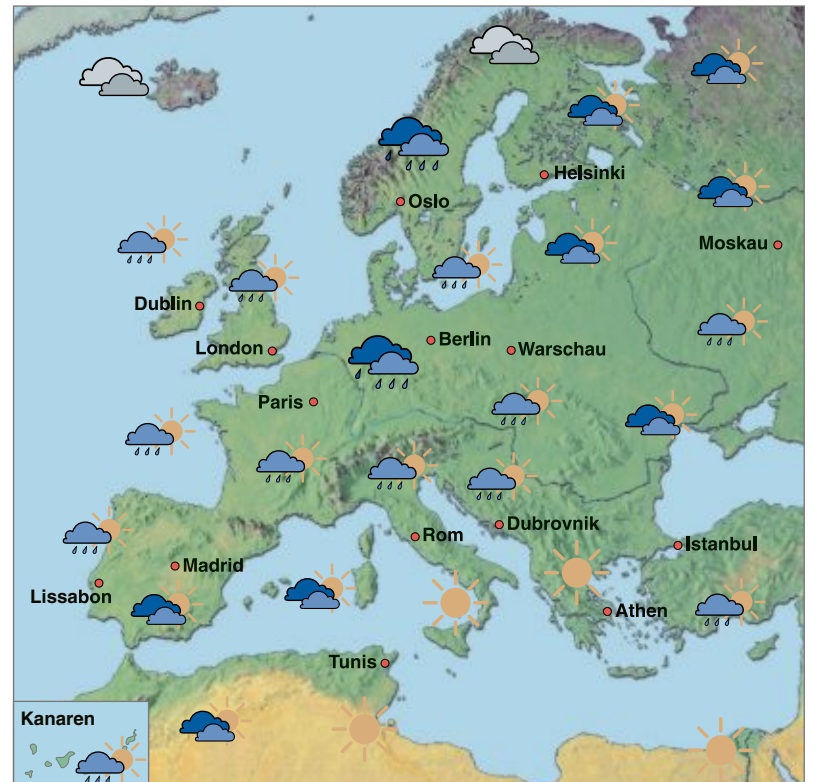 Helsinki
Oslo
Moskau
Dublin
Berlin
London
Warschau
Paris
Dubrovnik
Rom
Istanbul
Madrid
Lissabon
Athen
Tunis
Kanaren